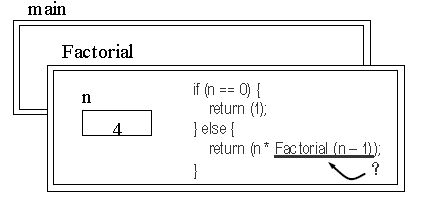 main
Factorial
n
4
if (n == 0) {
return (1);
} else {
return (n * Factorial (n – 1));
}
?